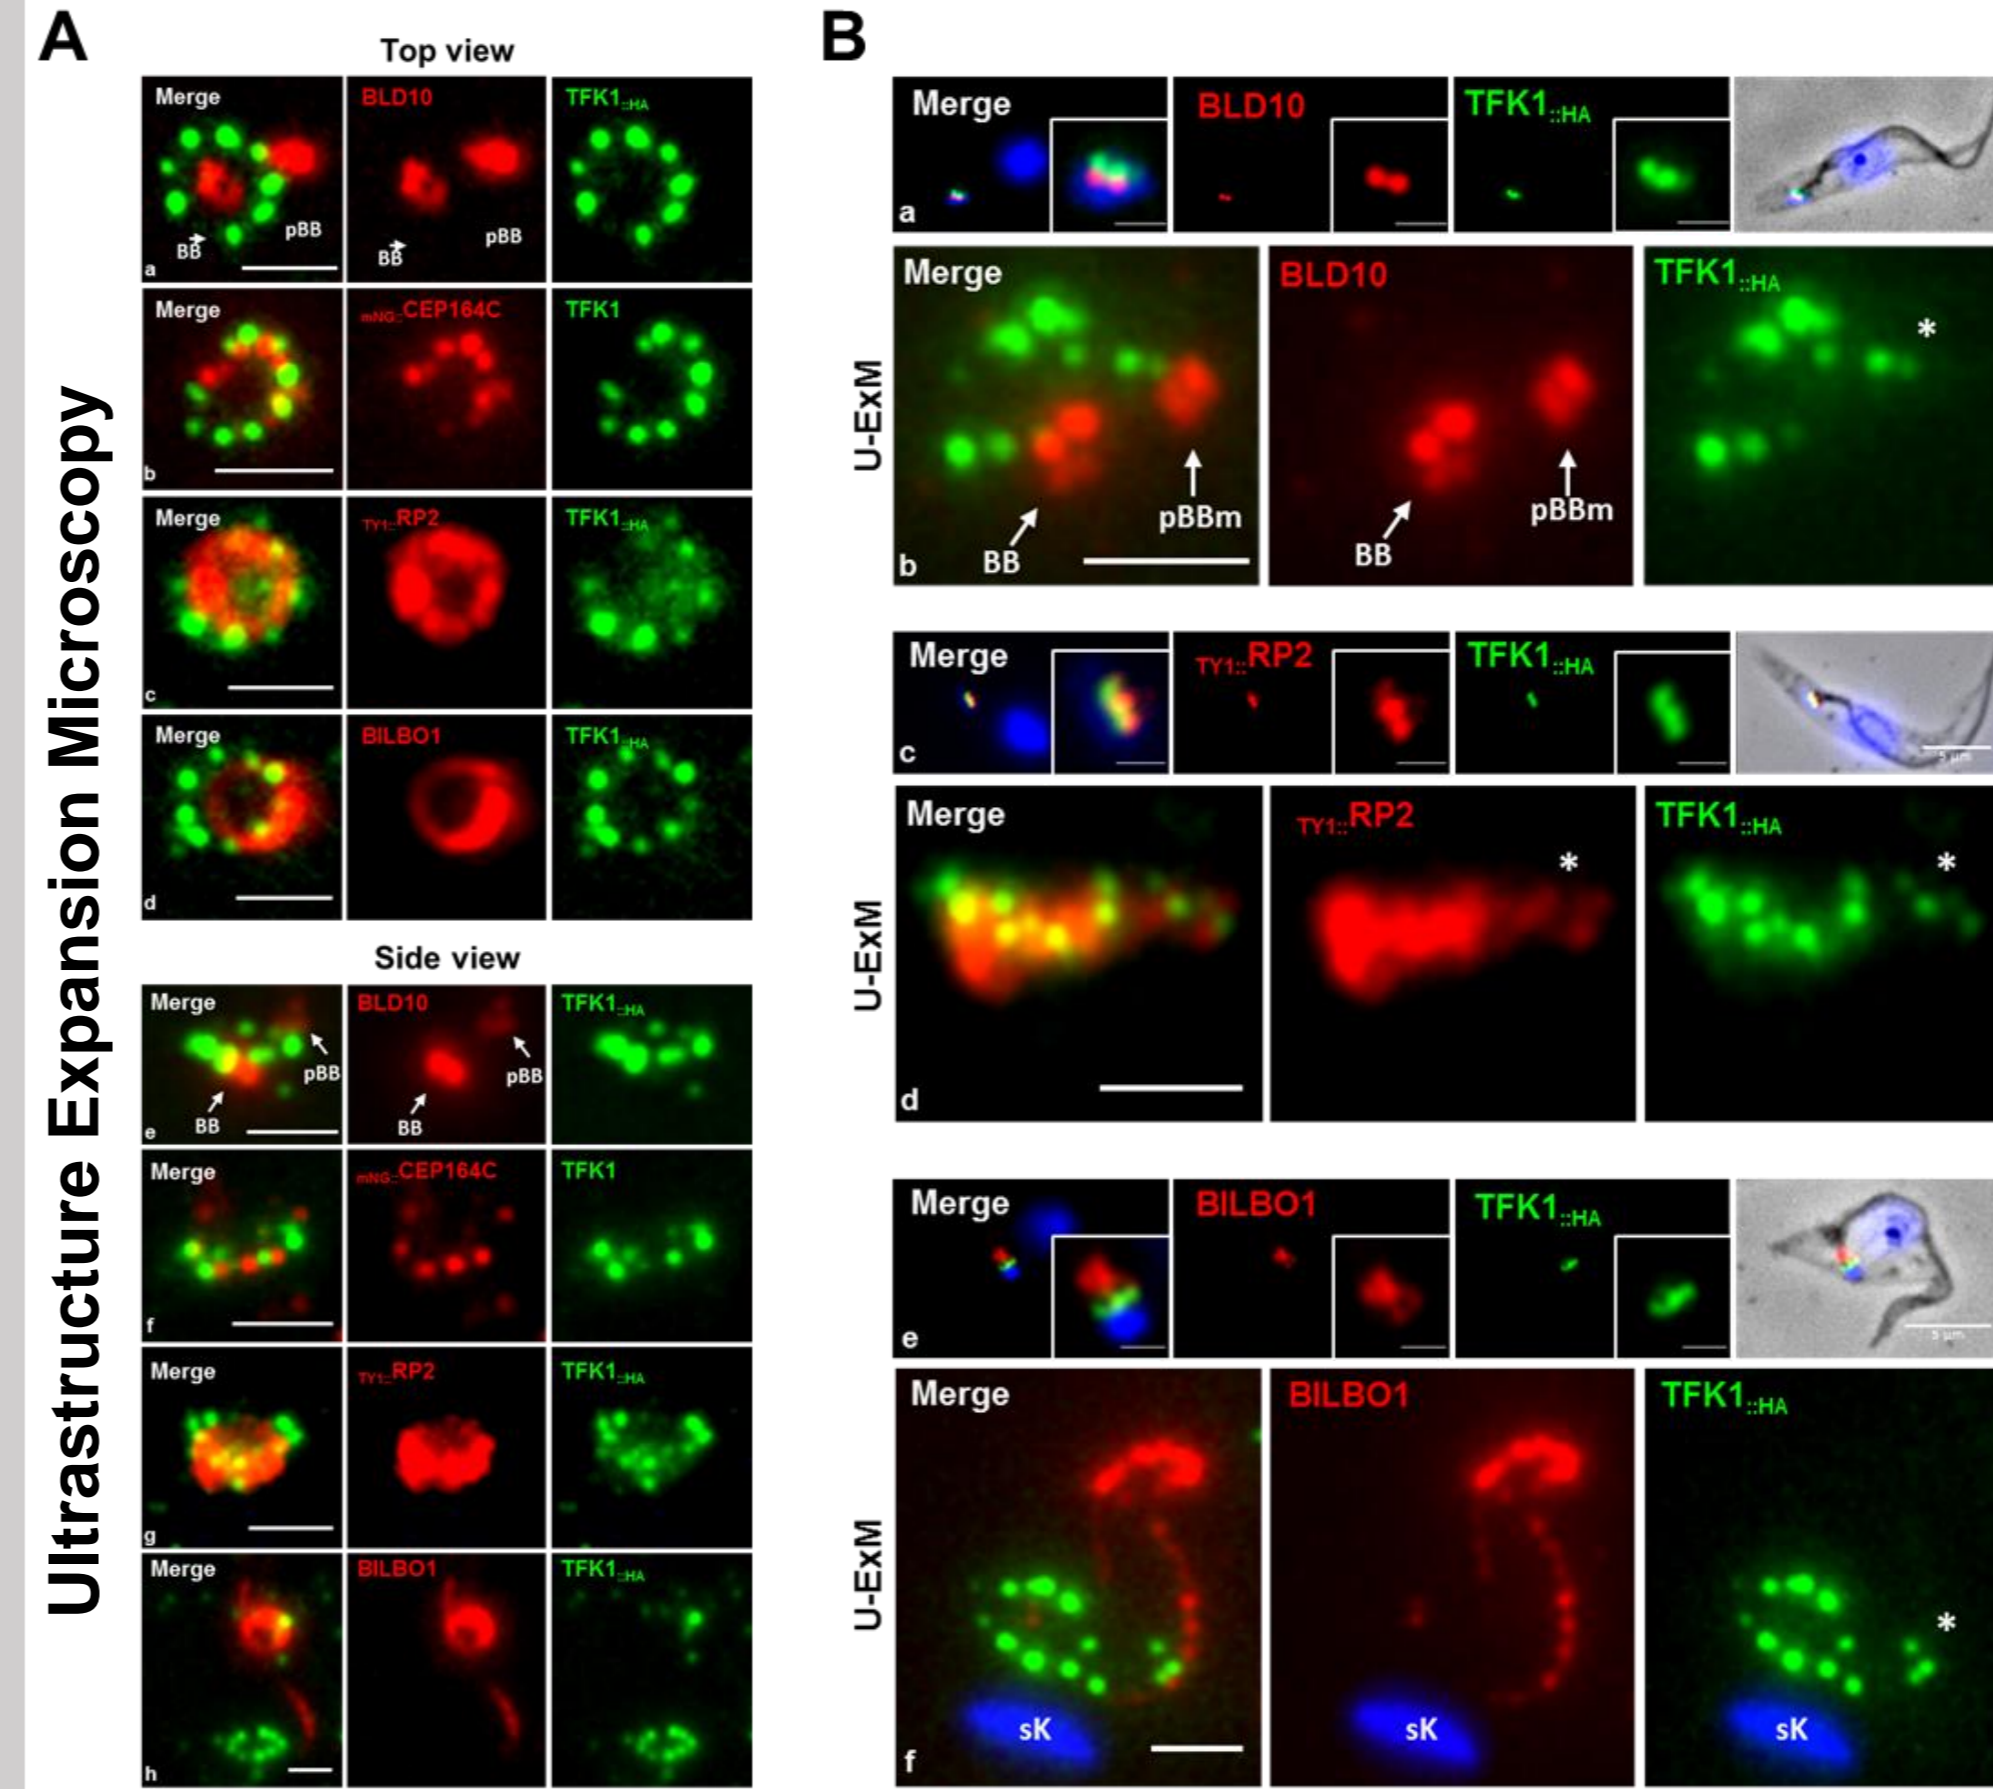 A
Top view
Ultrastructure Expansion Microscopy
Merge
BLD10
TFK1::HA
BB
pBB
BB
pBB
a
Merge
mNG::CEP164C
TFK1
b
Merge
TY1::RP2
TFK1::HA
c
Merge
BILBO1
TFK1::HA
d
Side view
Merge
BLD10
TFK1::HA
pBB
BB
pBB
BB
e
Merge
mNG::CEP164C
TFK1
f
Merge
TY1::RP2
TFK1::HA
g
Merge
BILBO1
TFK1::HA
h
B
Merge
BLD10
TFK1::HA
a
U-ExM
Merge
BLD10
TFK1::HA
*
BB
pBBm
BB
pBBm
b
Merge
TY1::RP2
TFK1::HA
5 µm
c
U-ExM
Merge
TY1::RP2
*
TFK1::HA
*
d
Merge
BILBO1
TFK1::HA
5 µm
e
U-ExM
Merge
BILBO1
TFK1::HA
*
sK
sK
sK
f